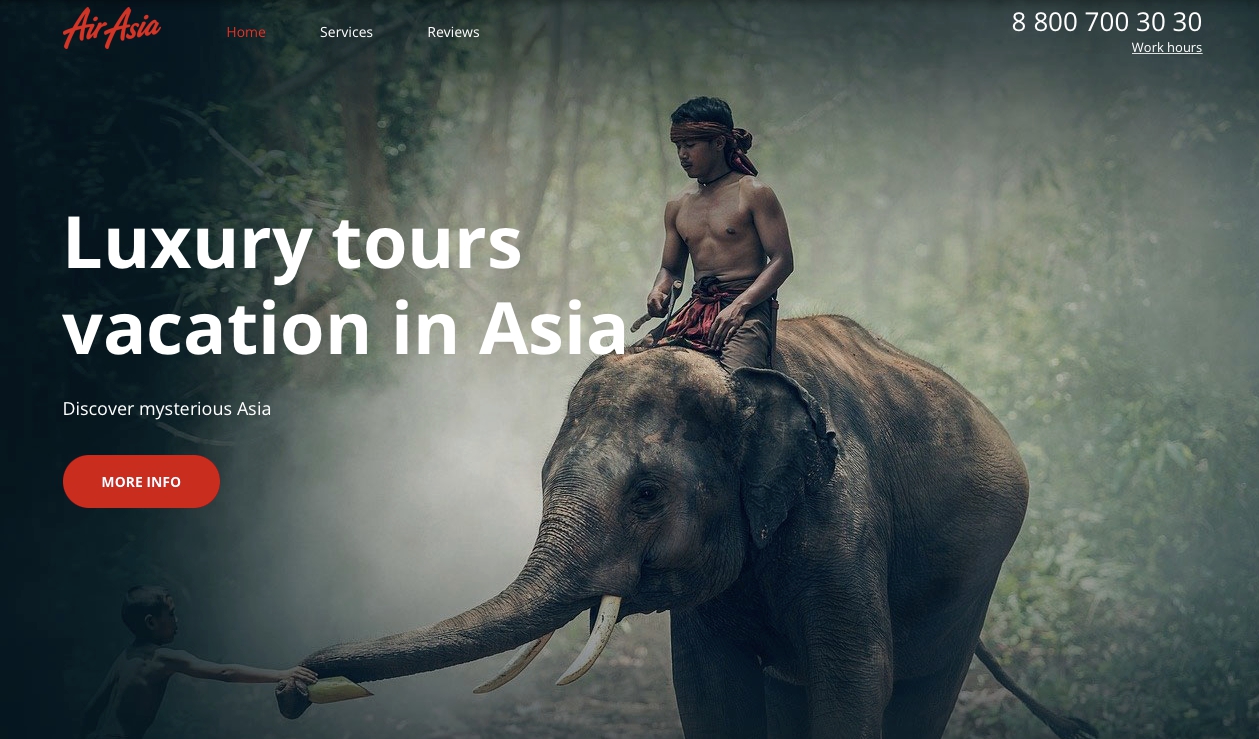 AirAsia
Home Services Reviews
8 800 700 30 30
Work hours
Luxury tours
vacation in Asia
Discover mysterious Asia
MORE INFO